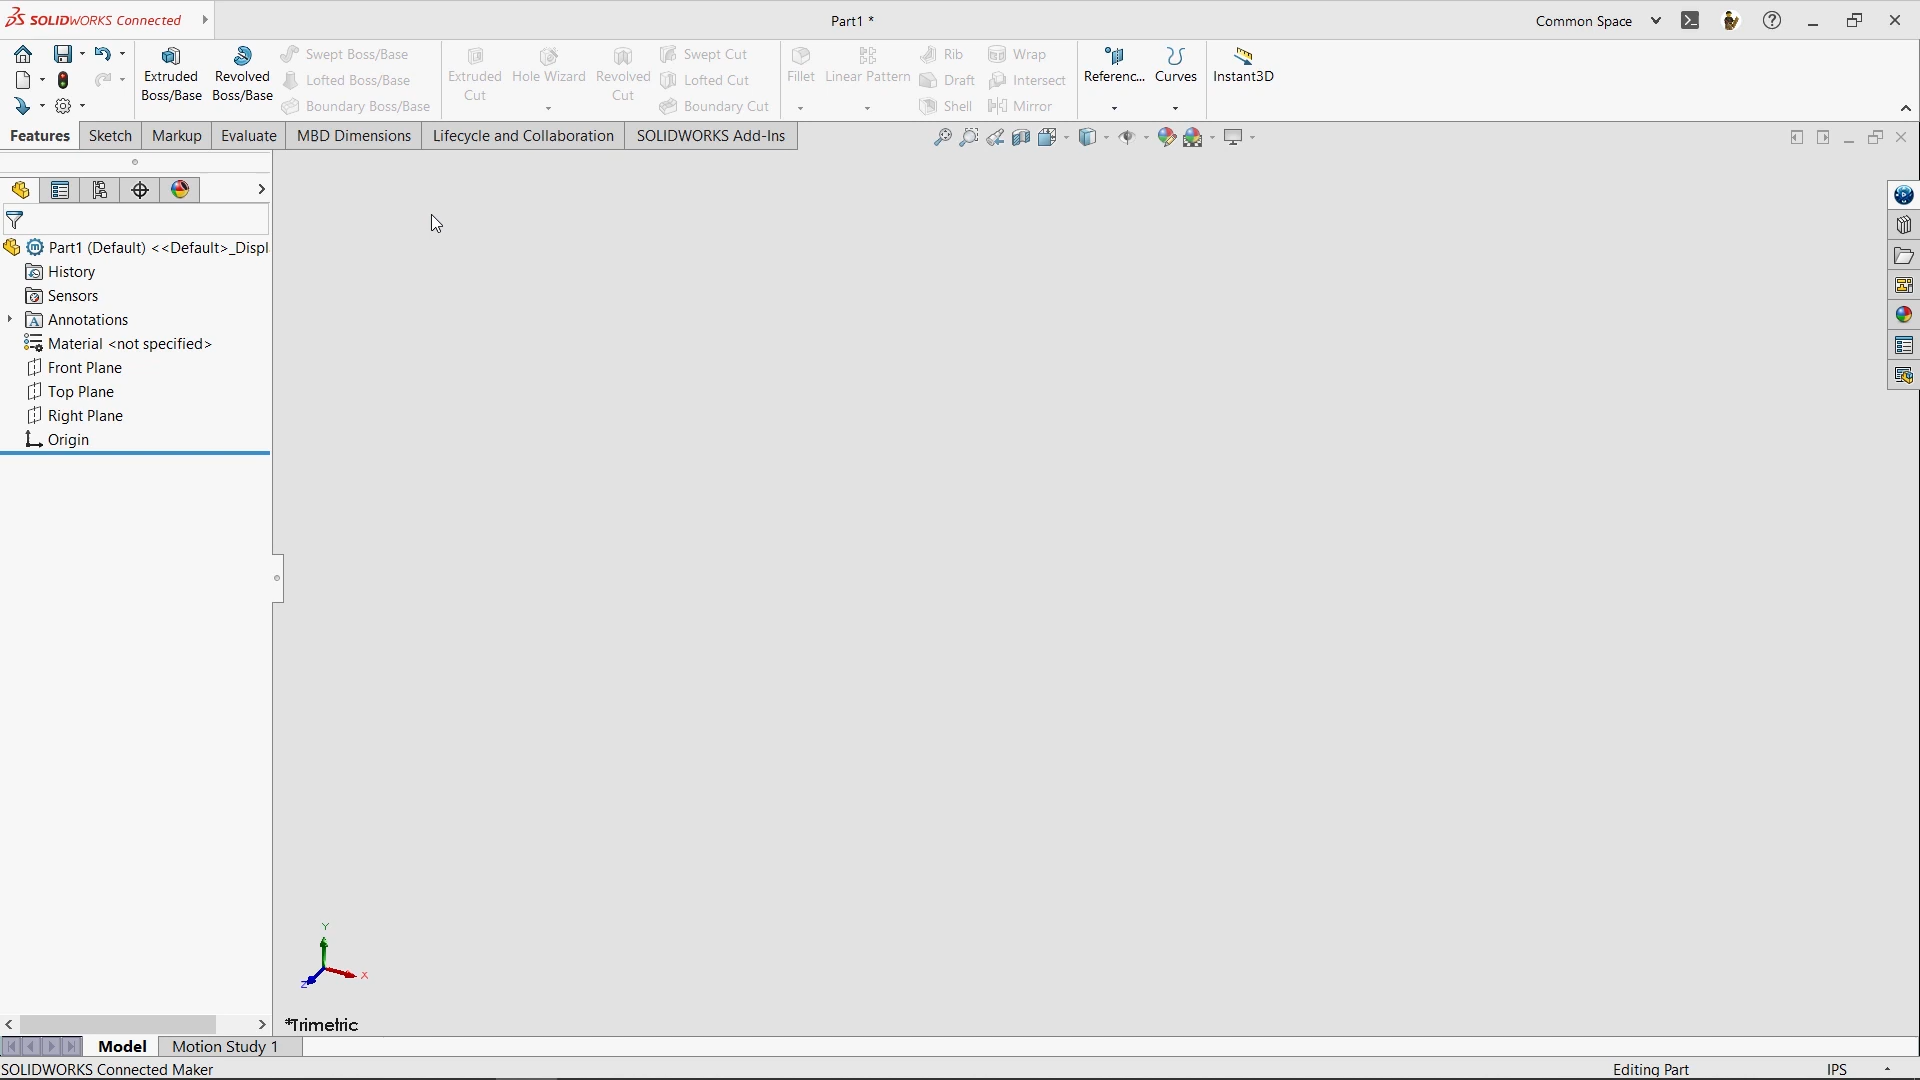 SOLIDWORKS Connected
Part1 *
Common Space
Extruded Boss/Base
Revolved Boss/Base
Swept Boss/Base
Lofted Boss/Base
Boundary Boss/Base
Extruded Cut
Hole Wizard
Revolved Cut
Swept Cut
Lofted Cut
Boundary Cut
Fillet
Linear Pattern
Rib
Draft
Shell
Wrap
Intersect
Mirror
Referenc...
Curves
Instant3D
Features
Sketch
Markup
Evaluate
MBD Dimensions
Lifecycle and Collaboration
SOLIDWORKS Add-Ins
Part1 (Default) <<Default>_Displ
History
Sensors
Annotations
Material <not specified>
Front Plane
Top Plane
Right Plane
Origin
Y
X
Z
*Trimetric
Model
Motion Study 1
SOLIDWORKS Connected Maker
Editing Part
IPS